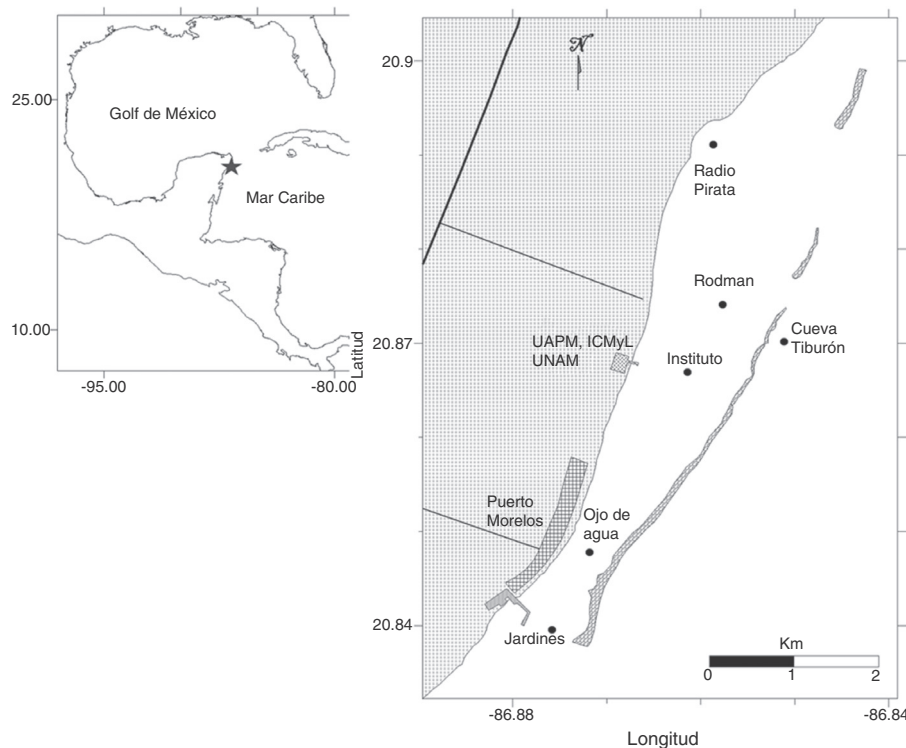 25.00
Golf de México
Mar Caribe
10.00
Latitud
-95.00
-80.00
N
20.9
Radio
Pirata
Rodman
20.87
UAPM, ICMyL
UNAM
Instituto
Cueva
Tiburón
Puerto
Morelos
Ojo de
agua
20.84
Jardines
Km
0
1
2
-86.88
-86.84
Longitud